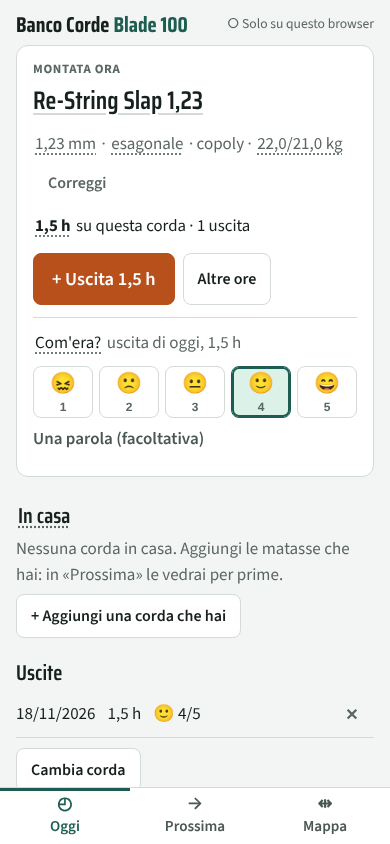 Banco Corde Blade 100
Solo su questo browser
MONTATA ORA
Re-String Slap 1,23
1,23 mm · esagonale · copoly · 22,0/21,0 kg
Correggi
1,5 h su questa corda · 1 uscita
+ Uscita 1,5 h
Altre ore
Com'era? uscita di oggi, 1,5 h
1
2
3
4
5
Una parola (facoltativa)
In casa
Nessuna corda in casa. Aggiungi le matasse che
hai: in «Prossima» le vedrai per prime.
+ Aggiungi una corda che hai
Uscite
18/11/2026 1,5 h 🙂 4/5 ×
Cambia corda
Oggi
Prossima
Mappa